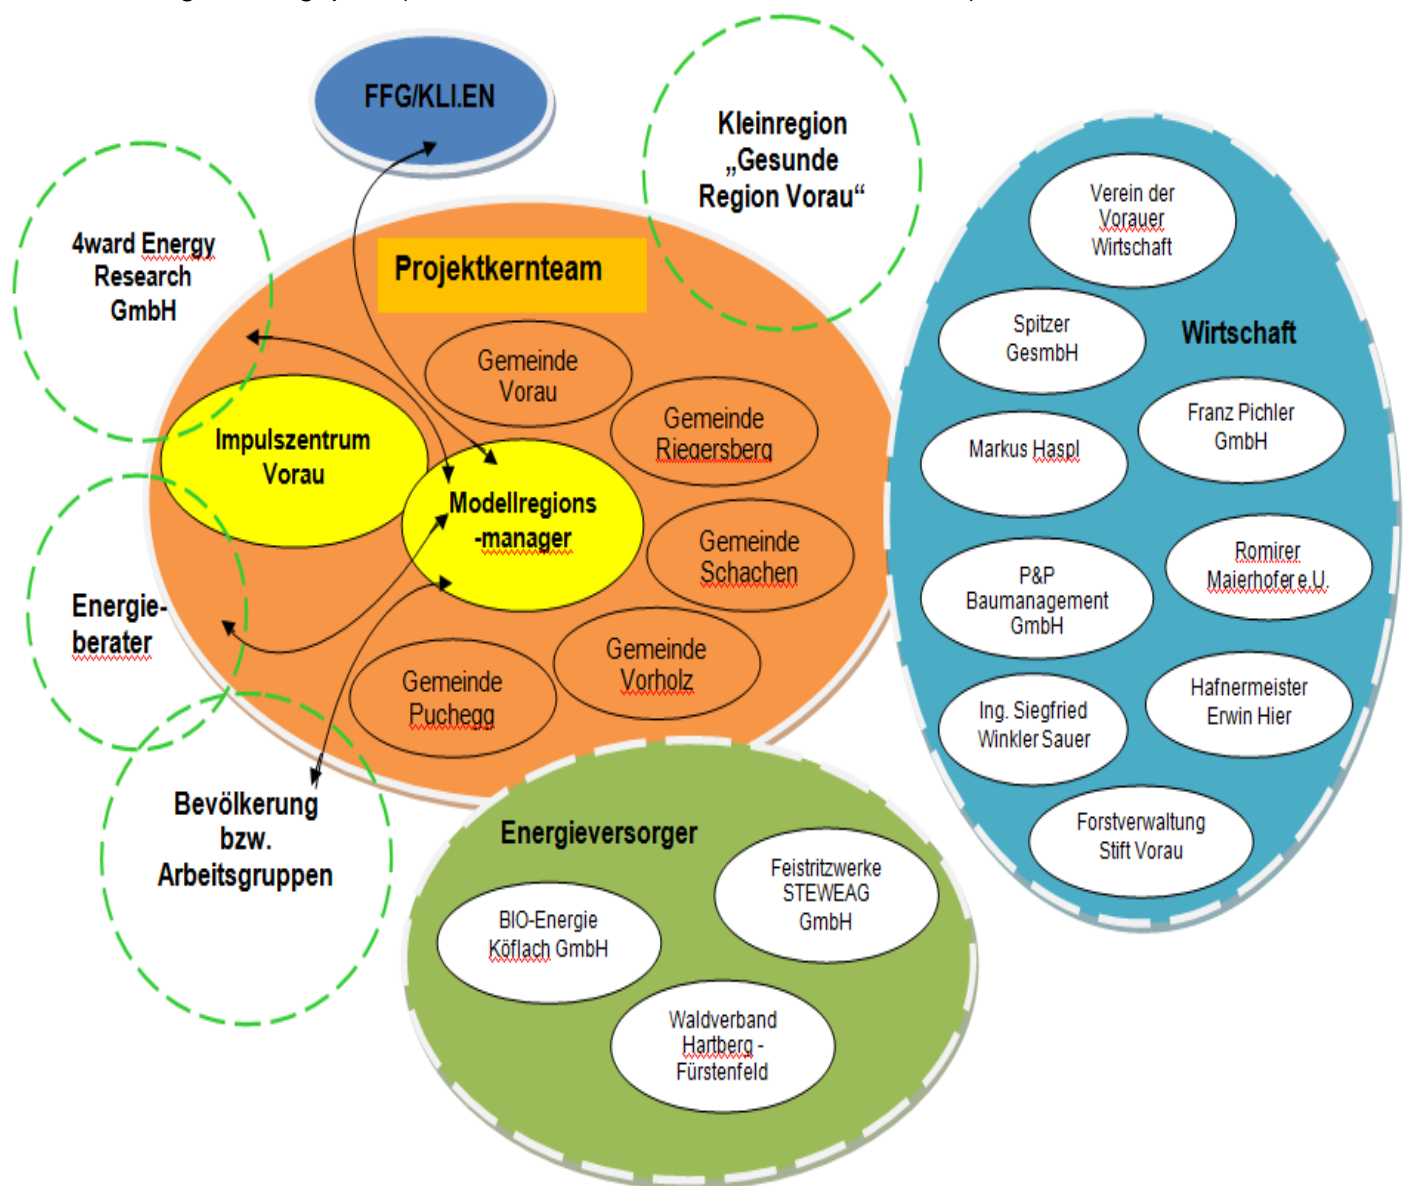 FFG/KLI.EN
Kleinregion
„Gesunde
Region Vorau“
4ward Energy
Research
GmbH
Projektkernteam
Gemeinde
Vorau
Gemeinde
Riegersberg
Impulszentrum
Vorau
Modellregions
-manager
Gemeinde
Schachen
Gemeinde
Vorholz
Gemeinde
Puchegg
Energie-
berater
Bevölkerung
bzw.
Arbeitsgruppen
Verein der
Vorauer
Wirtschaft
Spitzer
GesmbH
Wirtschaft
Franz Pichler
GmbH
Markus Haspl
Romirer
Maierhofer e.U.
P&P
Baumanagement
GmbH
Hafnermeister
Erwin Hier
Ing. Siegfried
Winkler Sauer
Forstverwaltung
Stift Vorau
Energieversorger
Feistritzwerke
STEWEAG
GmbH
BIO-Energie
Köflach GmbH
Waldverband
Hartberg -
Fürstenfeld